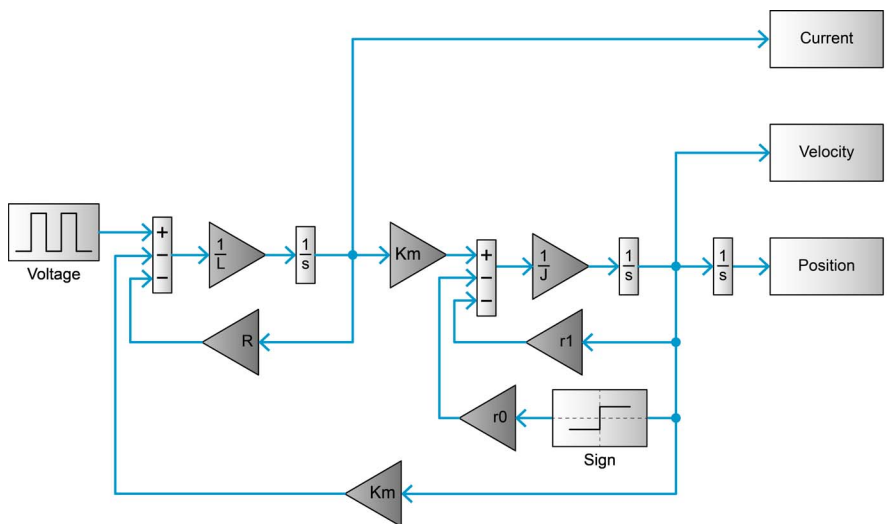 Current
Velocity
Voltage
+
−
−
1
L
1
s
Km
+
−
−
1
J
1
s
1
s
Position
R
r1
r0
Sign
Km